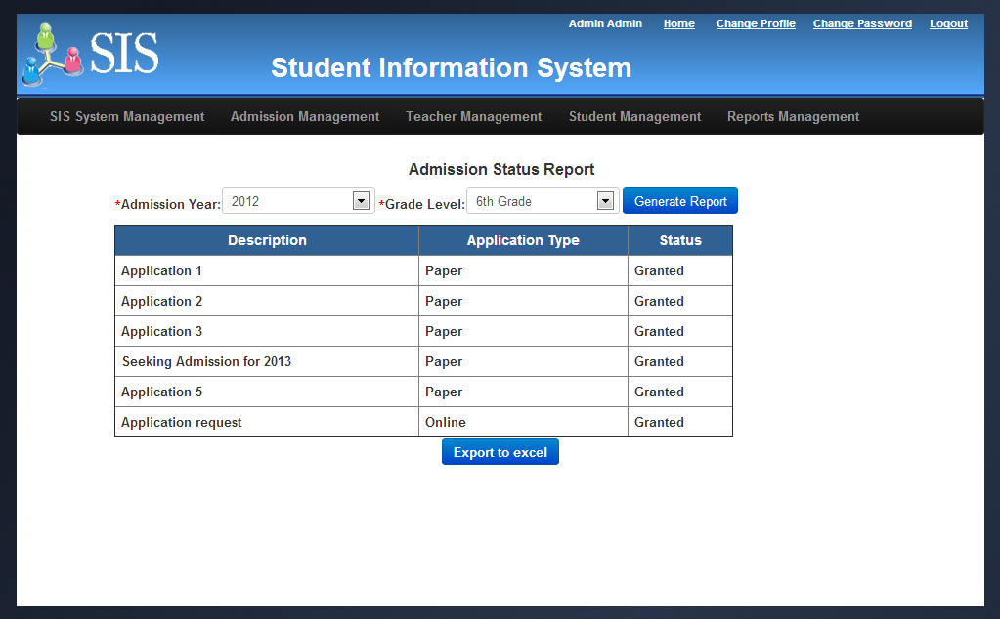 Admin Admin Home Change Profile Change Password Logout
SIS
Student Information System
SIS System Management Admission Management Teacher Management Student Management Reports Management
Admission Status Report
*Admission Year: 2012 *Grade Level: 6th Grade Generate Report
Description Application Type Status
Application 1 Paper Granted
Application 2 Paper Granted
Application 3 Paper Granted
Seeking Admission for 2013 Paper Granted
Application 5 Paper Granted
Application request Online Granted
Export to excel